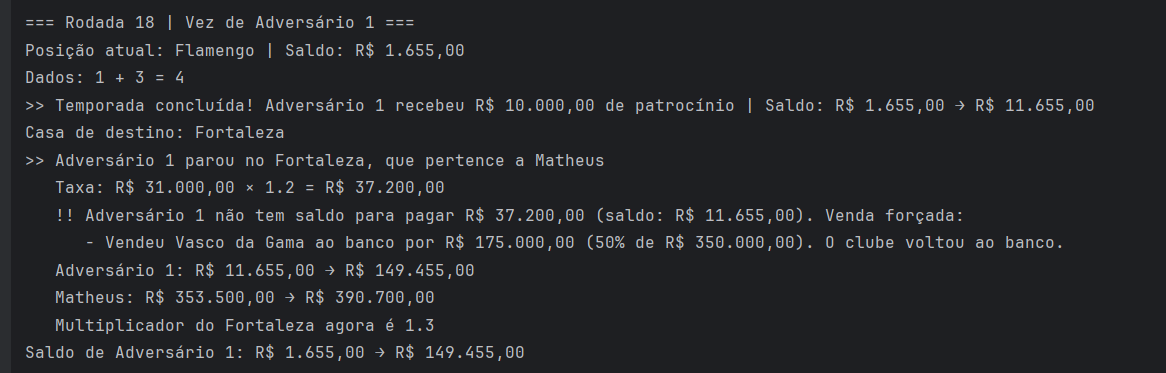 === Rodada 18 | Vez de Adversário 1 ===
Posição atual: Flamengo | Saldo: R$ 1.655,00
Dados: 1 + 3 = 4
>> Temporada concluída! Adversário 1 recebeu R$ 10.000,00 de patrocínio | Saldo: R$ 1.655,00 → R$ 11.655,00
Casa de destino: Fortaleza
>> Adversário 1 parou no Fortaleza, que pertence a Matheus
   Taxa: R$ 31.000,00 × 1.2 = R$ 37.200,00
   !! Adversário 1 não tem saldo para pagar R$ 37.200,00 (saldo: R$ 11.655,00). Venda forçada:
      - Vendeu Vasco da Gama ao banco por R$ 175.000,00 (50% de R$ 350.000,00). O clube voltou ao banco.
   Adversário 1: R$ 11.655,00 → R$ 149.455,00
   Matheus: R$ 353.500,00 → R$ 390.700,00
   Multiplicador do Fortaleza agora é 1.3
Saldo de Adversário 1: R$ 1.655,00 → R$ 149.455,00